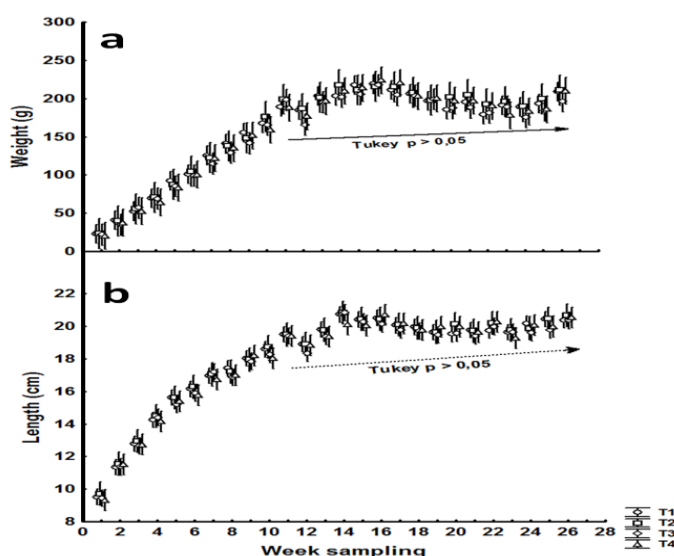 a
300
250
200
150
100
50
0
Weight (g)
Tukey p > 0,05
b
22
20
18
16
14
12
10
8
Length (cm)
Tukey p > 0,05
0 2 4 6 8 10 12 14 16 18 20 22 24 26 28
Week sampling
T1
T2
T3
T4